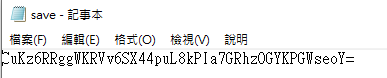 save - 記事本
檔案(F) 編輯(E) 格式(O) 檢視(V) 說明
CuKz6RRggWKRVv6SX44puL8kPIa7GRhzOGYKPGWseoY=